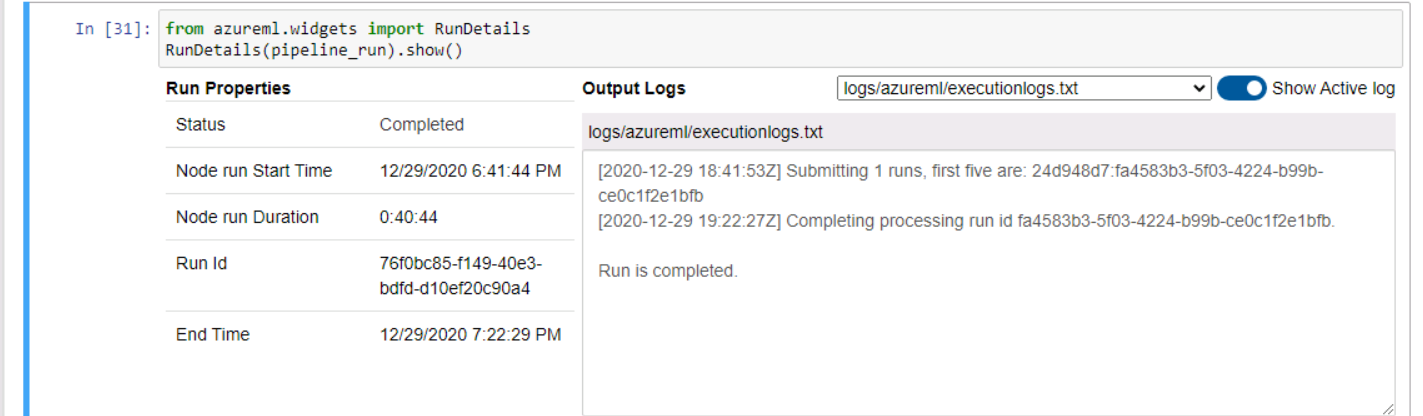 In [31]: from azureml.widgets import RunDetails
RunDetails(pipeline_run).show()
Run Properties
Status Completed
Node run Start Time 12/29/2020 6:41:44 PM
Node run Duration 0:40:44
Run Id 76f0bc85-f149-40e3-
bdfd-d10ef20c90a4
End Time 12/29/2020 7:22:29 PM
Output Logs logs/azureml/executionlogs.txt Show Active log
logs/azureml/executionlogs.txt
[2020-12-29 18:41:53Z] Submitting 1 runs, first five are: 24d948d7:fa4583b3-5f03-4224-b99b-
ce0c1f2e1bfb
[2020-12-29 19:22:27Z] Completing processing run id fa4583b3-5f03-4224-b99b-ce0c1f2e1bfb.
Run is completed.